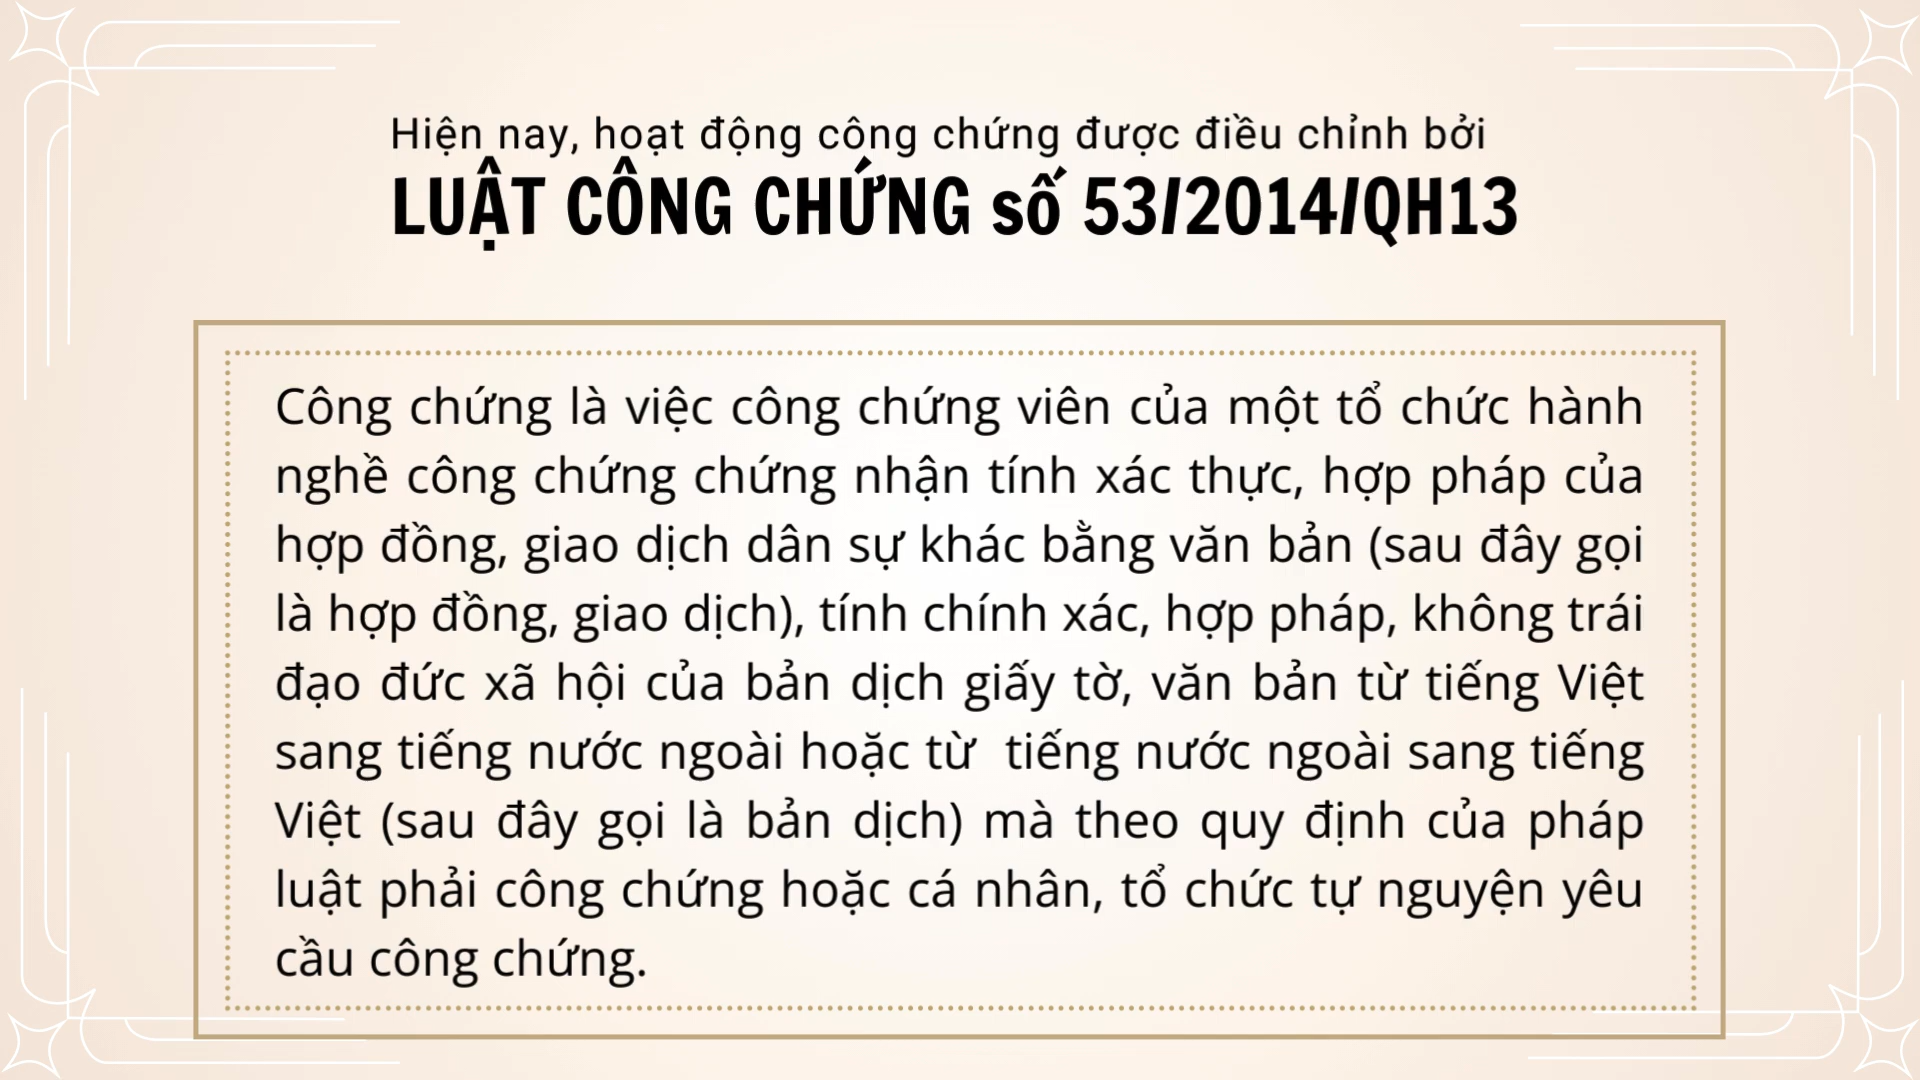 Hiện nay, hoạt động công chứng được điều chỉnh bởi
LUẬT CÔNG CHỨNG số 53/2014/QH13
Công chứng là việc công chứng viên của một tổ chức hành
nghề công chứng chứng nhận tính xác thực, hợp pháp của
hợp đồng, giao dịch dân sự khác bằng văn bản (sau đây gọi
là hợp đồng, giao dịch), tính chính xác, hợp pháp, không trái
đạo đức xã hội của bản dịch giấy tờ, văn bản từ tiếng Việt
sang tiếng nước ngoài hoặc từ  tiếng nước ngoài sang tiếng
Việt (sau đây gọi là bản dịch) mà theo quy định của pháp
luật phải công chứng hoặc cá nhân, tổ chức tự nguyện yêu
cầu công chứng.